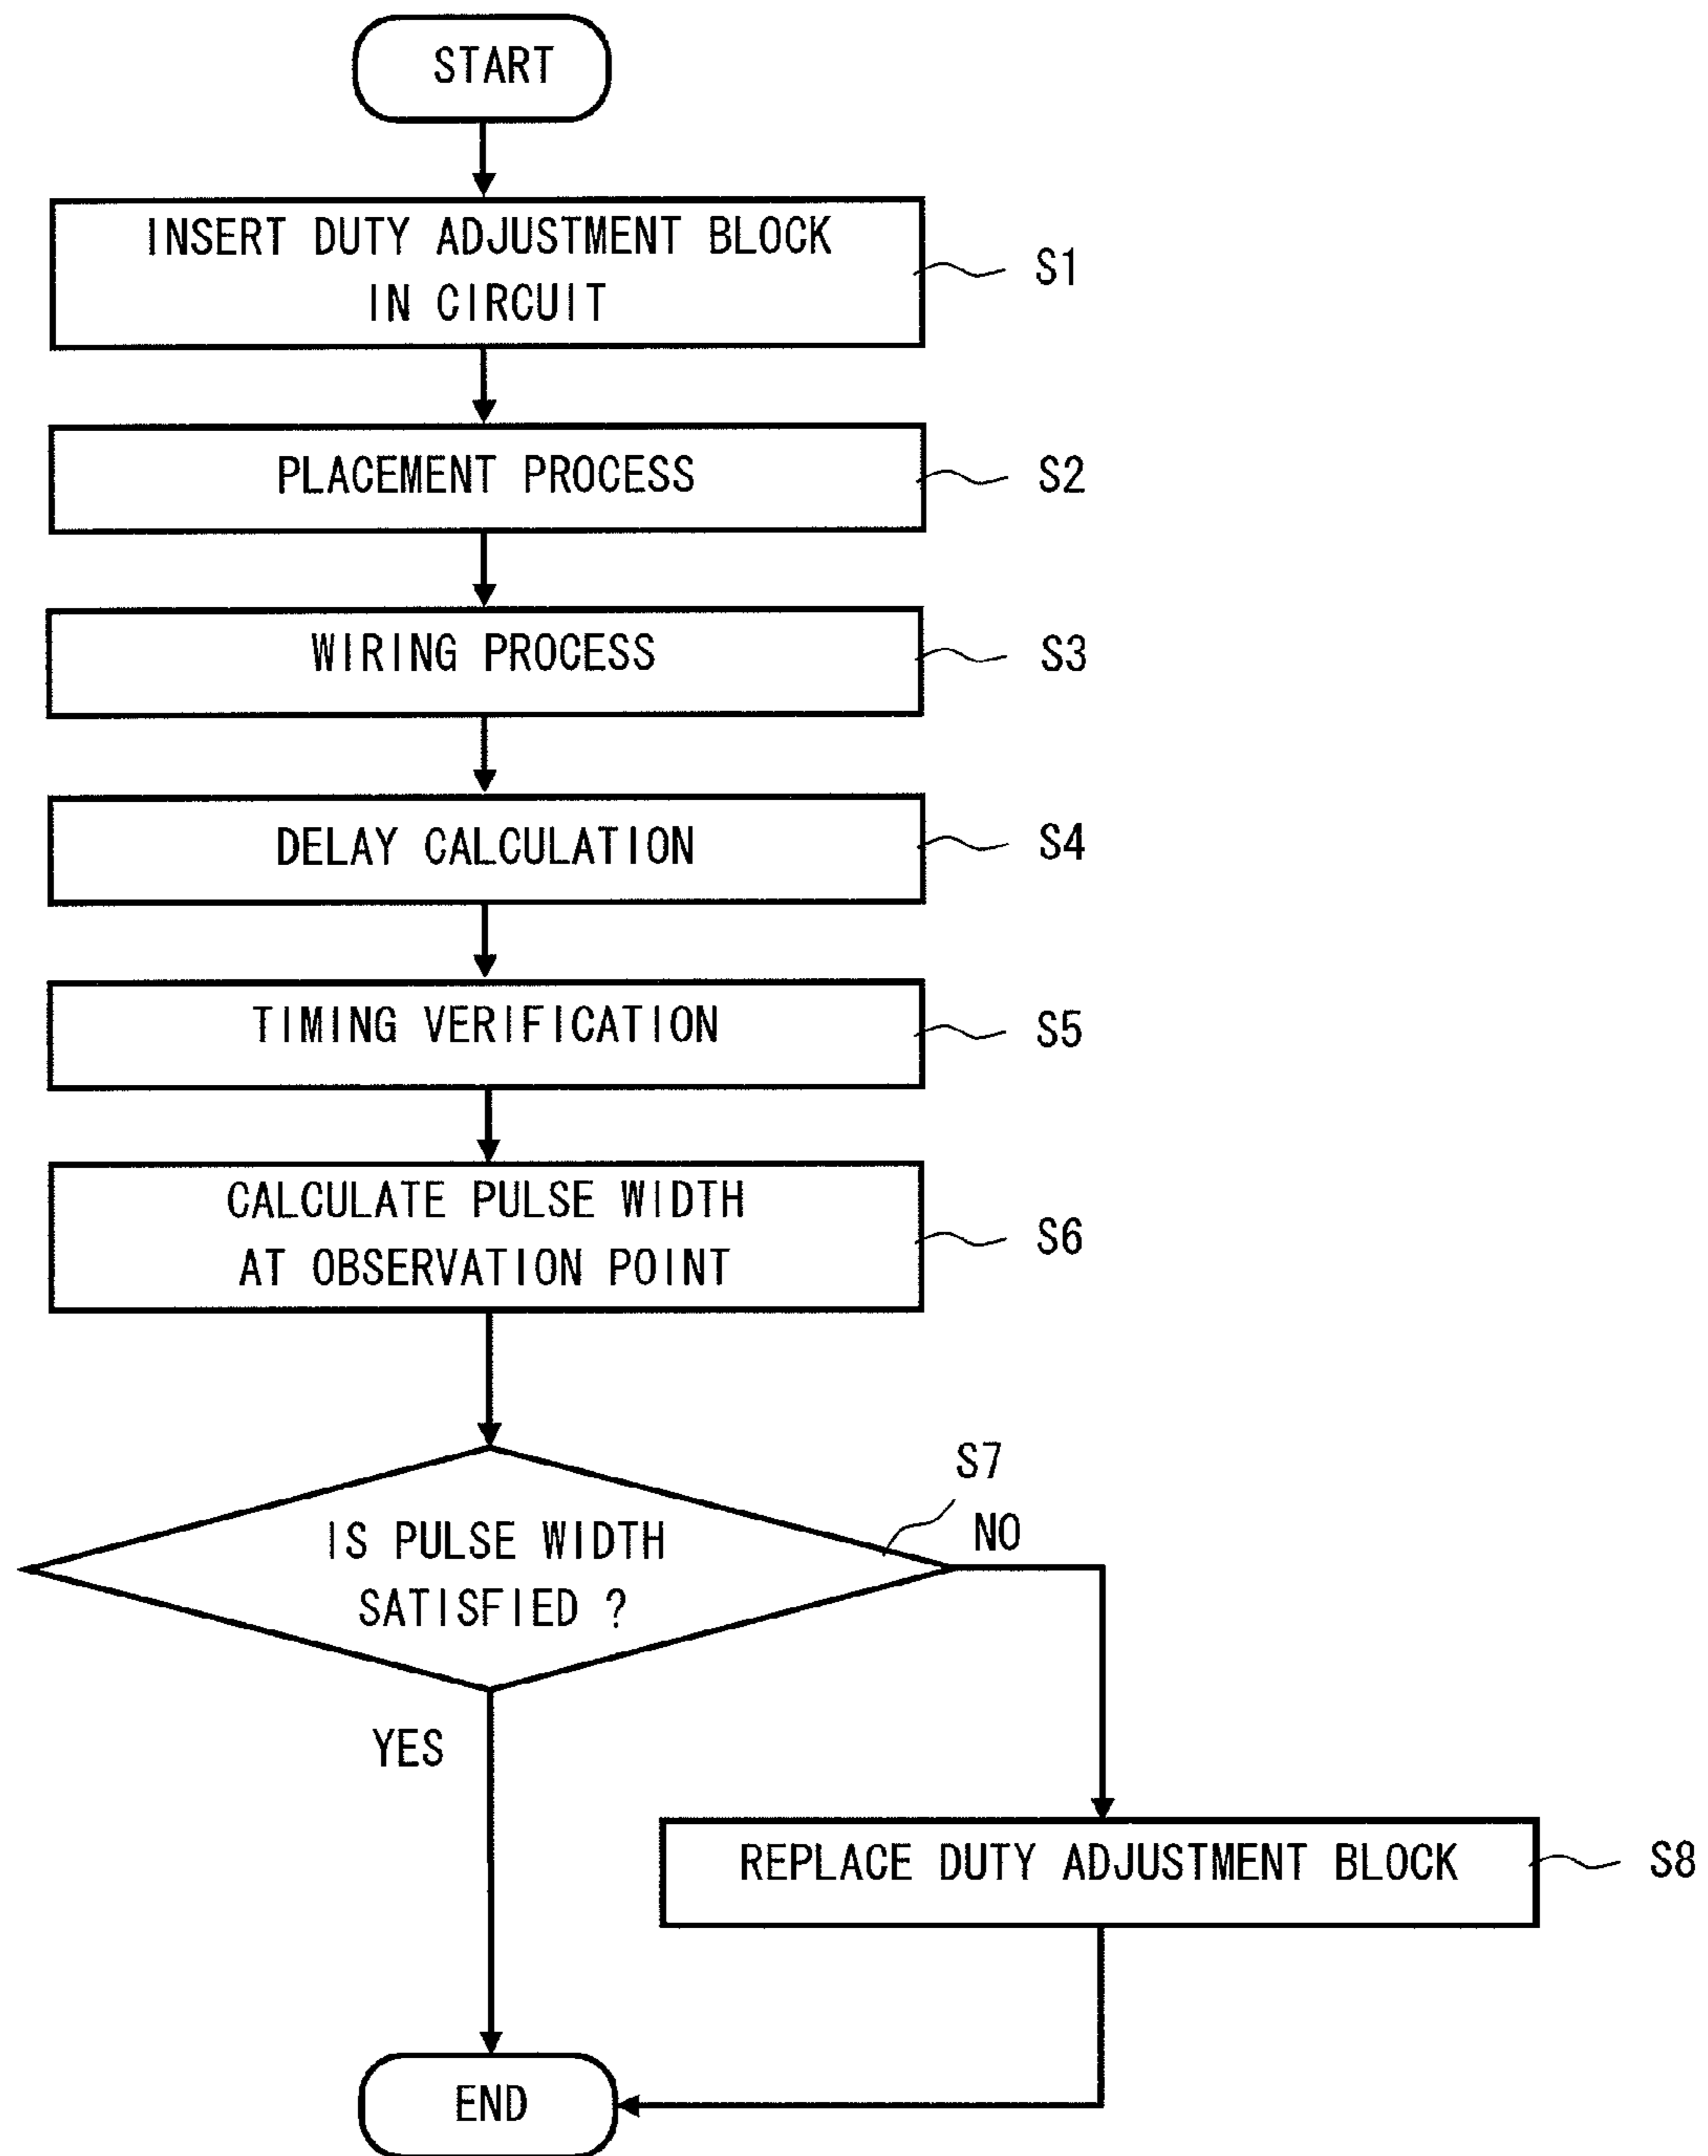 START
INSERT DUTY ADJUSTMENT BLOCK
IN CIRCUIT
S1
PLACEMENT PROCESS
S2
WIRING PROCESS
S3
DELAY CALCULATION
S4
TIMING VERIFICATION
S5
CALCULATE PULSE WIDTH
AT OBSERVATION POINT
S6
S7
IS PULSE WIDTH
SATISFIED ?
NO
YES
REPLACE DUTY ADJUSTMENT BLOCK
S8
END